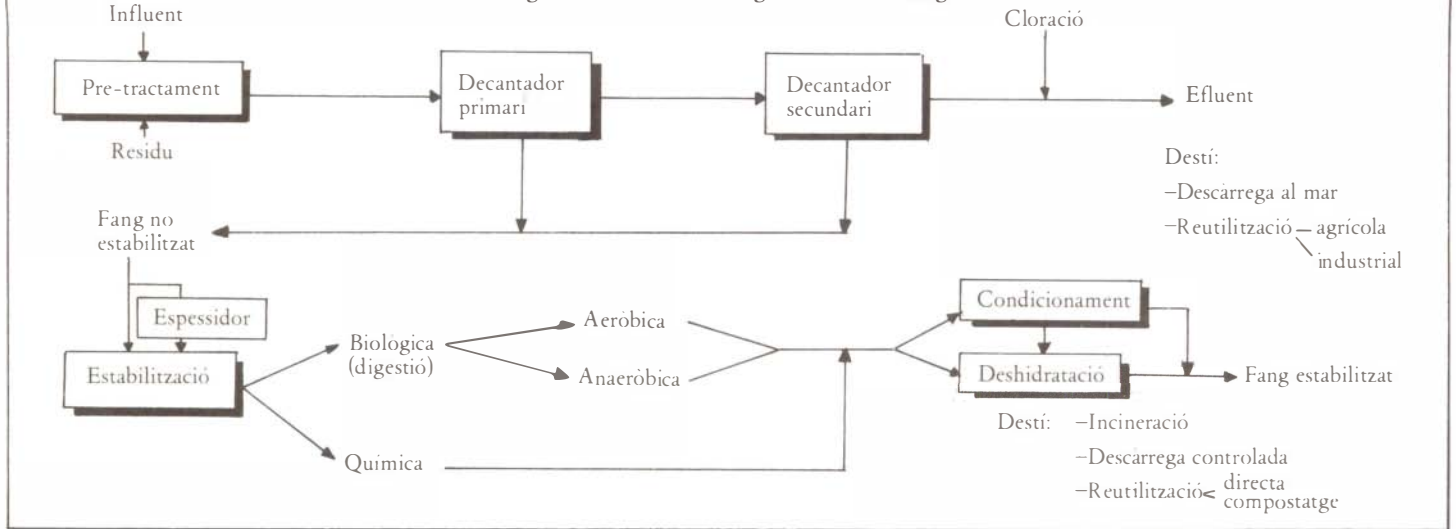 Influent
Cloració
Pre-tractament
Decantador
primari
Decantador
secundari
Efluent
Residu
Destí:
–Descàrrega al mar
–Reutilització – agrícola
industrial
Fang no
estabilitzat
Espessidor
Estabilització
Biològica
(digestió)
Aeròbica
Anaeròbica
Química
Condicionament
Deshidratació
Fang estabilitzat
Destí: –Incineració
–Descàrrega controlada
–Reutilització < directa
compostatge